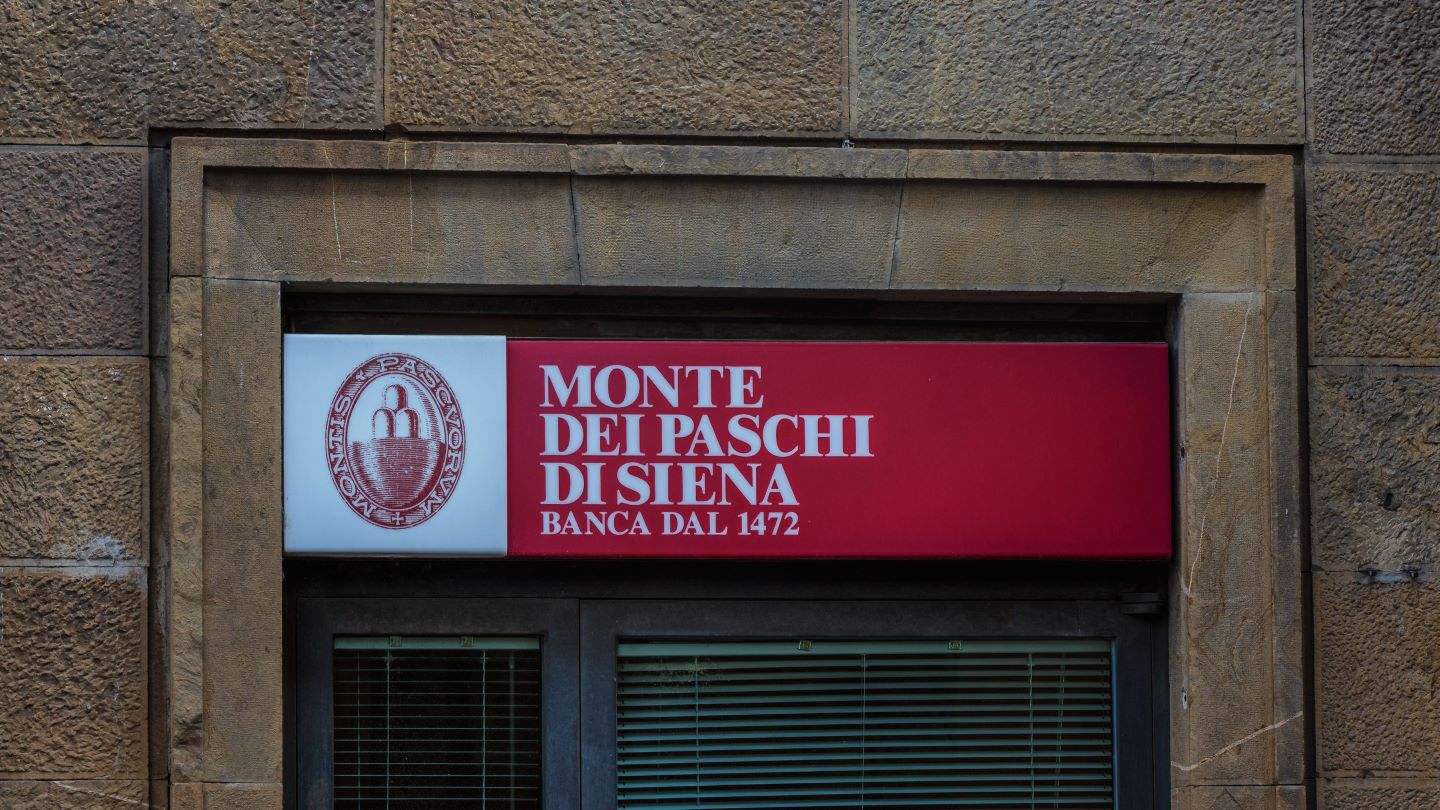 MONTIS PASCVORVM
MONTE
DEI PASCHI
DI SIENA
BANCA DAL 1472